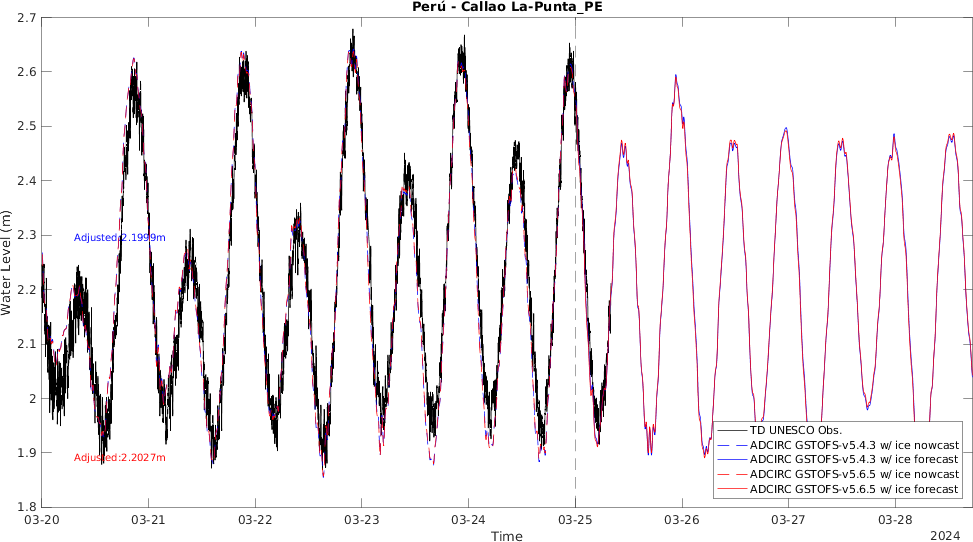 Perú - Callao La-Punta_PE
2.7
2.6
2.5
2.4
2.3
2.2
2.1
2
1.9
1.8
Water Level (m)
Adjusted:2.1999m
Adjusted:2.2027m
TD UNESCO Obs.
ADCIRC GSTOFS-v5.4.3 w/ ice nowcast
ADCIRC GSTOFS-v5.4.3 w/ ice forecast
ADCIRC GSTOFS-v5.6.5 w/ ice nowcast
ADCIRC GSTOFS-v5.6.5 w/ ice forecast
03-20 03-21 03-22 03-23 03-24 03-25 03-26 03-27 03-28
Time
2024